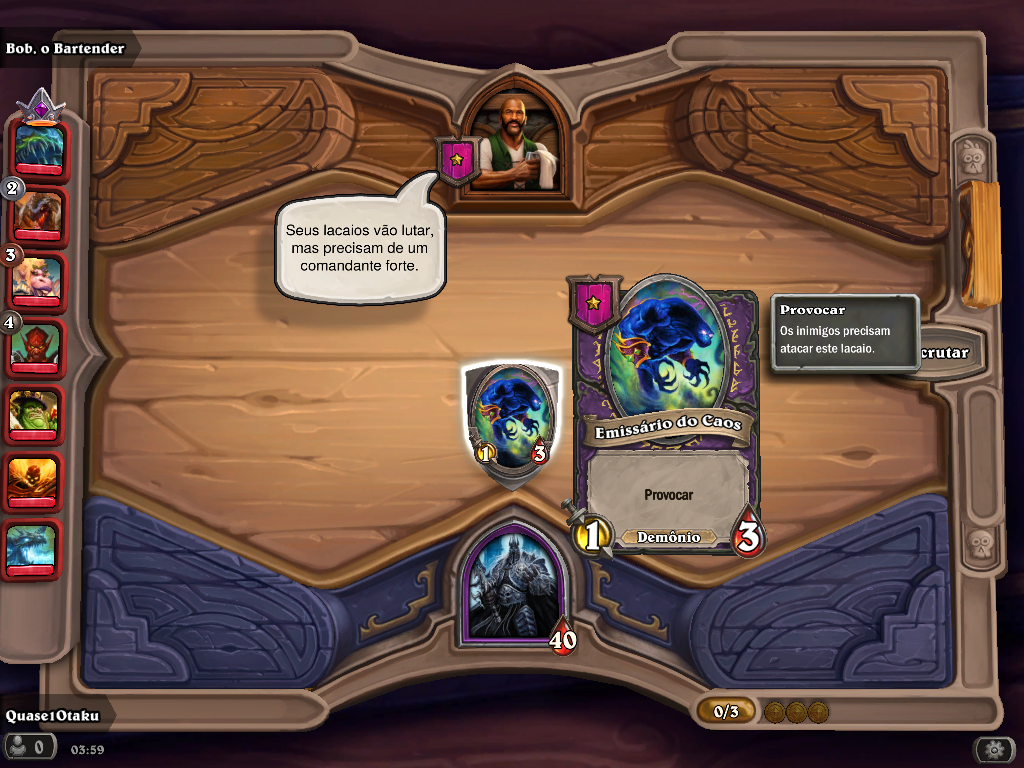 Bob, o Bartender
2
3
4
Seus lacaios vão lutar,
mas precisam de um
comandante forte.
Provocar
Os inimigos precisam
atacar este lacaio.
crutar
Emissário do Caos
Provocar
1
Demônio
3
1
3
40
Quase1Otaku
0/3
0
03:59